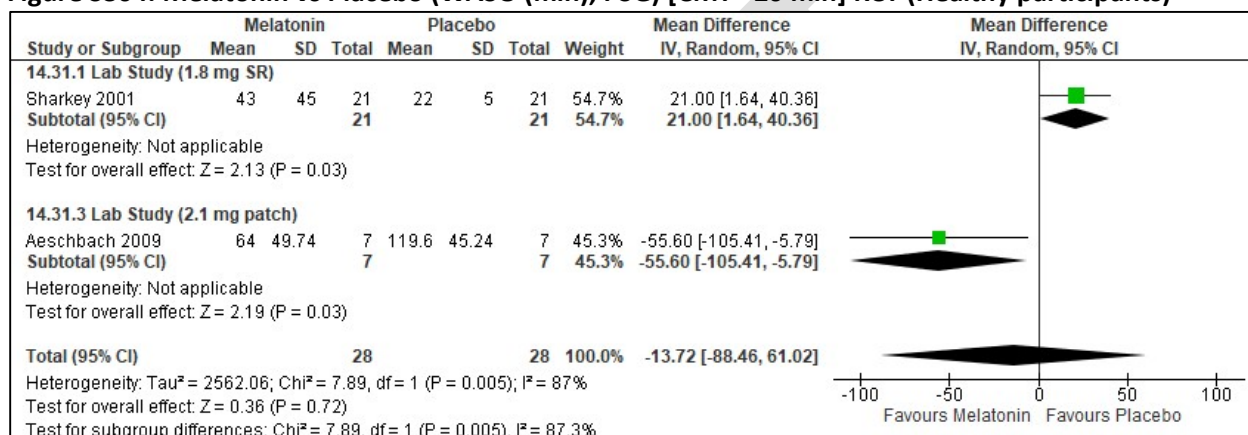 Melatonin vs Placebo (WASO (min), PSG) 20 min] RCT (Healthy participants)
Melatonin Placebo Mean Difference Mean Difference
Study or Subgroup Mean SD Total Mean SD Total Weight IV, Random, 95% CI IV, Random, 95% CI
14.31.1 Lab Study (1.8 mg SR)
Sharkey 2001 43 45 21 22 5 21 54.7% 21.00 [1.64, 40.36]
Subtotal (95% CI) 21 21 54.7% 21.00 [1.64, 40.36]
Heterogeneity: Not applicable
Test for overall effect: Z = 2.13 (P = 0.03)
14.31.3 Lab Study (2.1 mg patch)
Aeschbach 2009 64 49.74 7 119.6 45.24 7 45.3% -55.60 [-105.41, -5.79]
Subtotal (95% CI) 7 7 45.3% -55.60 [-105.41, -5.79]
Heterogeneity: Not applicable
Test for overall effect: Z = 2.19 (P = 0.03)
Total (95% CI) 28 28 100.0% -13.72 [-88.46, 61.02]
Heterogeneity: Tau² = 2562.06; Chi² = 7.89, df = 1 (P = 0.005); I² = 87%
Test for overall effect: Z = 0.36 (P = 0.72)
Test for subgroup differences: Chi² = 7.89, df = 1 (P = 0.005), I² = 87.3%
-100 -50 0 50 100
Favours Melatonin Favours Placebo